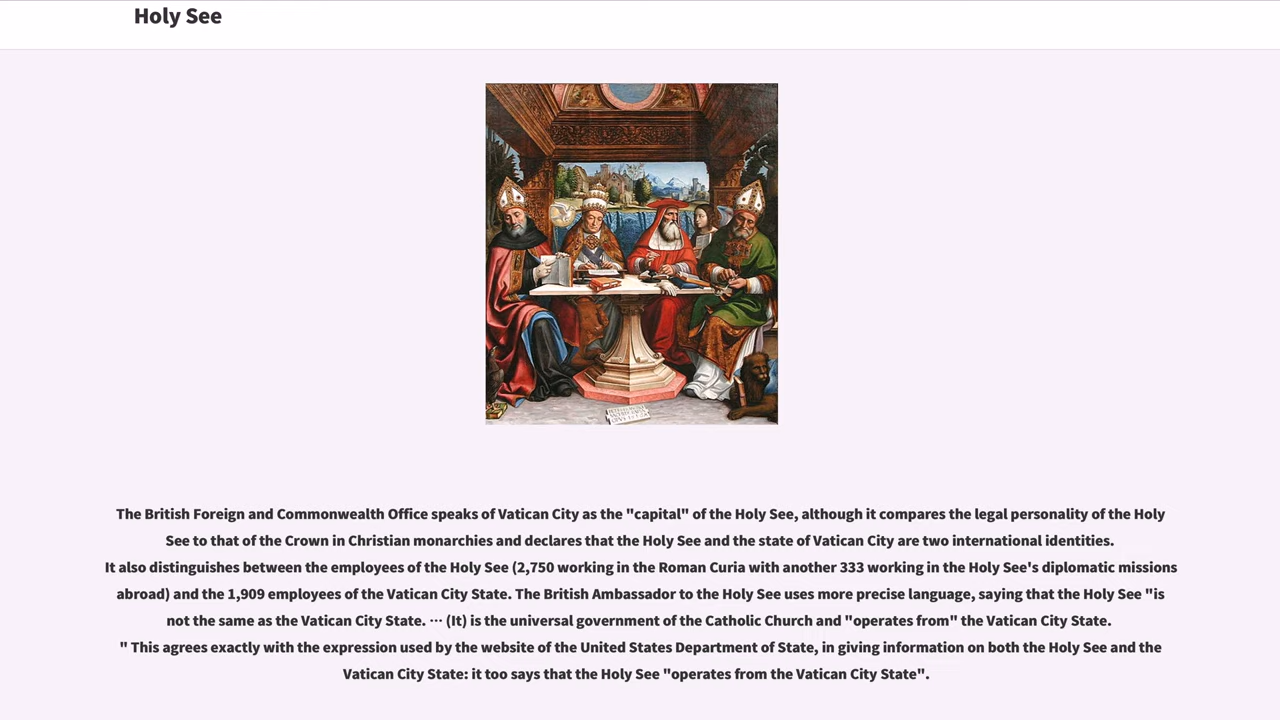 Holy See
The British Foreign and Commonwealth Office speaks of Vatican City as the "capital" of the Holy See, although it compares the legal personality of the Holy
See to that of the Crown in Christian monarchies and declares that the Holy See and the state of Vatican City are two international identities.
It also distinguishes between the employees of the Holy See (2,750 working in the Roman Curia with another 333 working in the Holy See's diplomatic missions
abroad) and the 1,909 employees of the Vatican City State. The British Ambassador to the Holy See uses more precise language, saying that the Holy See "is
not the same as the Vatican City State. ··· (It) is the universal government of the Catholic Church and "operates from" the Vatican City State.
" This agrees exactly with the expression used by the website of the United States Department of State, in giving information on both the Holy See and the
Vatican City State: it too says that the Holy See "operates from the Vatican City State".